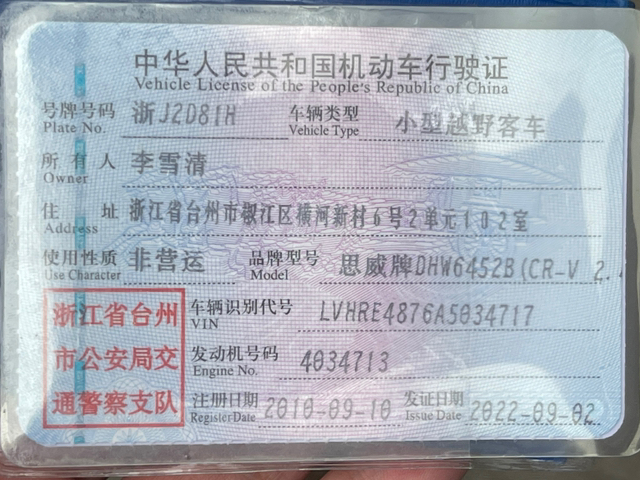 中华人民共和国机动车行驶证
Vehicle License of the People's Republic of China
号牌号码 浙J2D81H 车辆类型 小型越野客车
Plate No. Vehicle Type
所有人 李雪清
Owner
住址 浙江省台州市椒江区横河新村6号2单元102室
Address
使用性质 非营运 品牌型号 思威牌DHW6452B(CR-V 2.
Use Character Model
浙江省台州
市公安局交
通警察支队
车辆识别代号 LVHRE4876A5034717
VIN
发动机号码 4034713
Engine No.
注册日期 2010-09-10 发证日期 2022-09-02
Register Date Issue Date